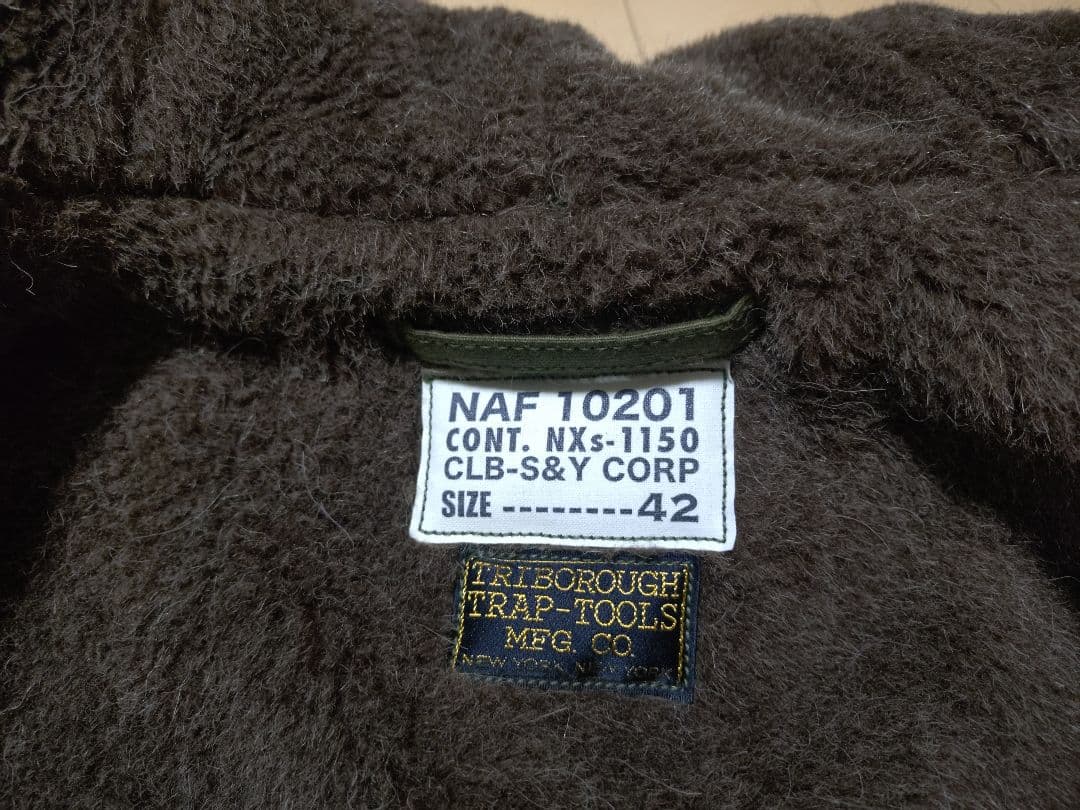 NAF 10201
CONT. NXs-1150
CLB-S&Y CORP
SIZE --------42
TRIBOROUGH
TRAP-TOOLS
MFG. CO.
NEW YORK NEW YORK